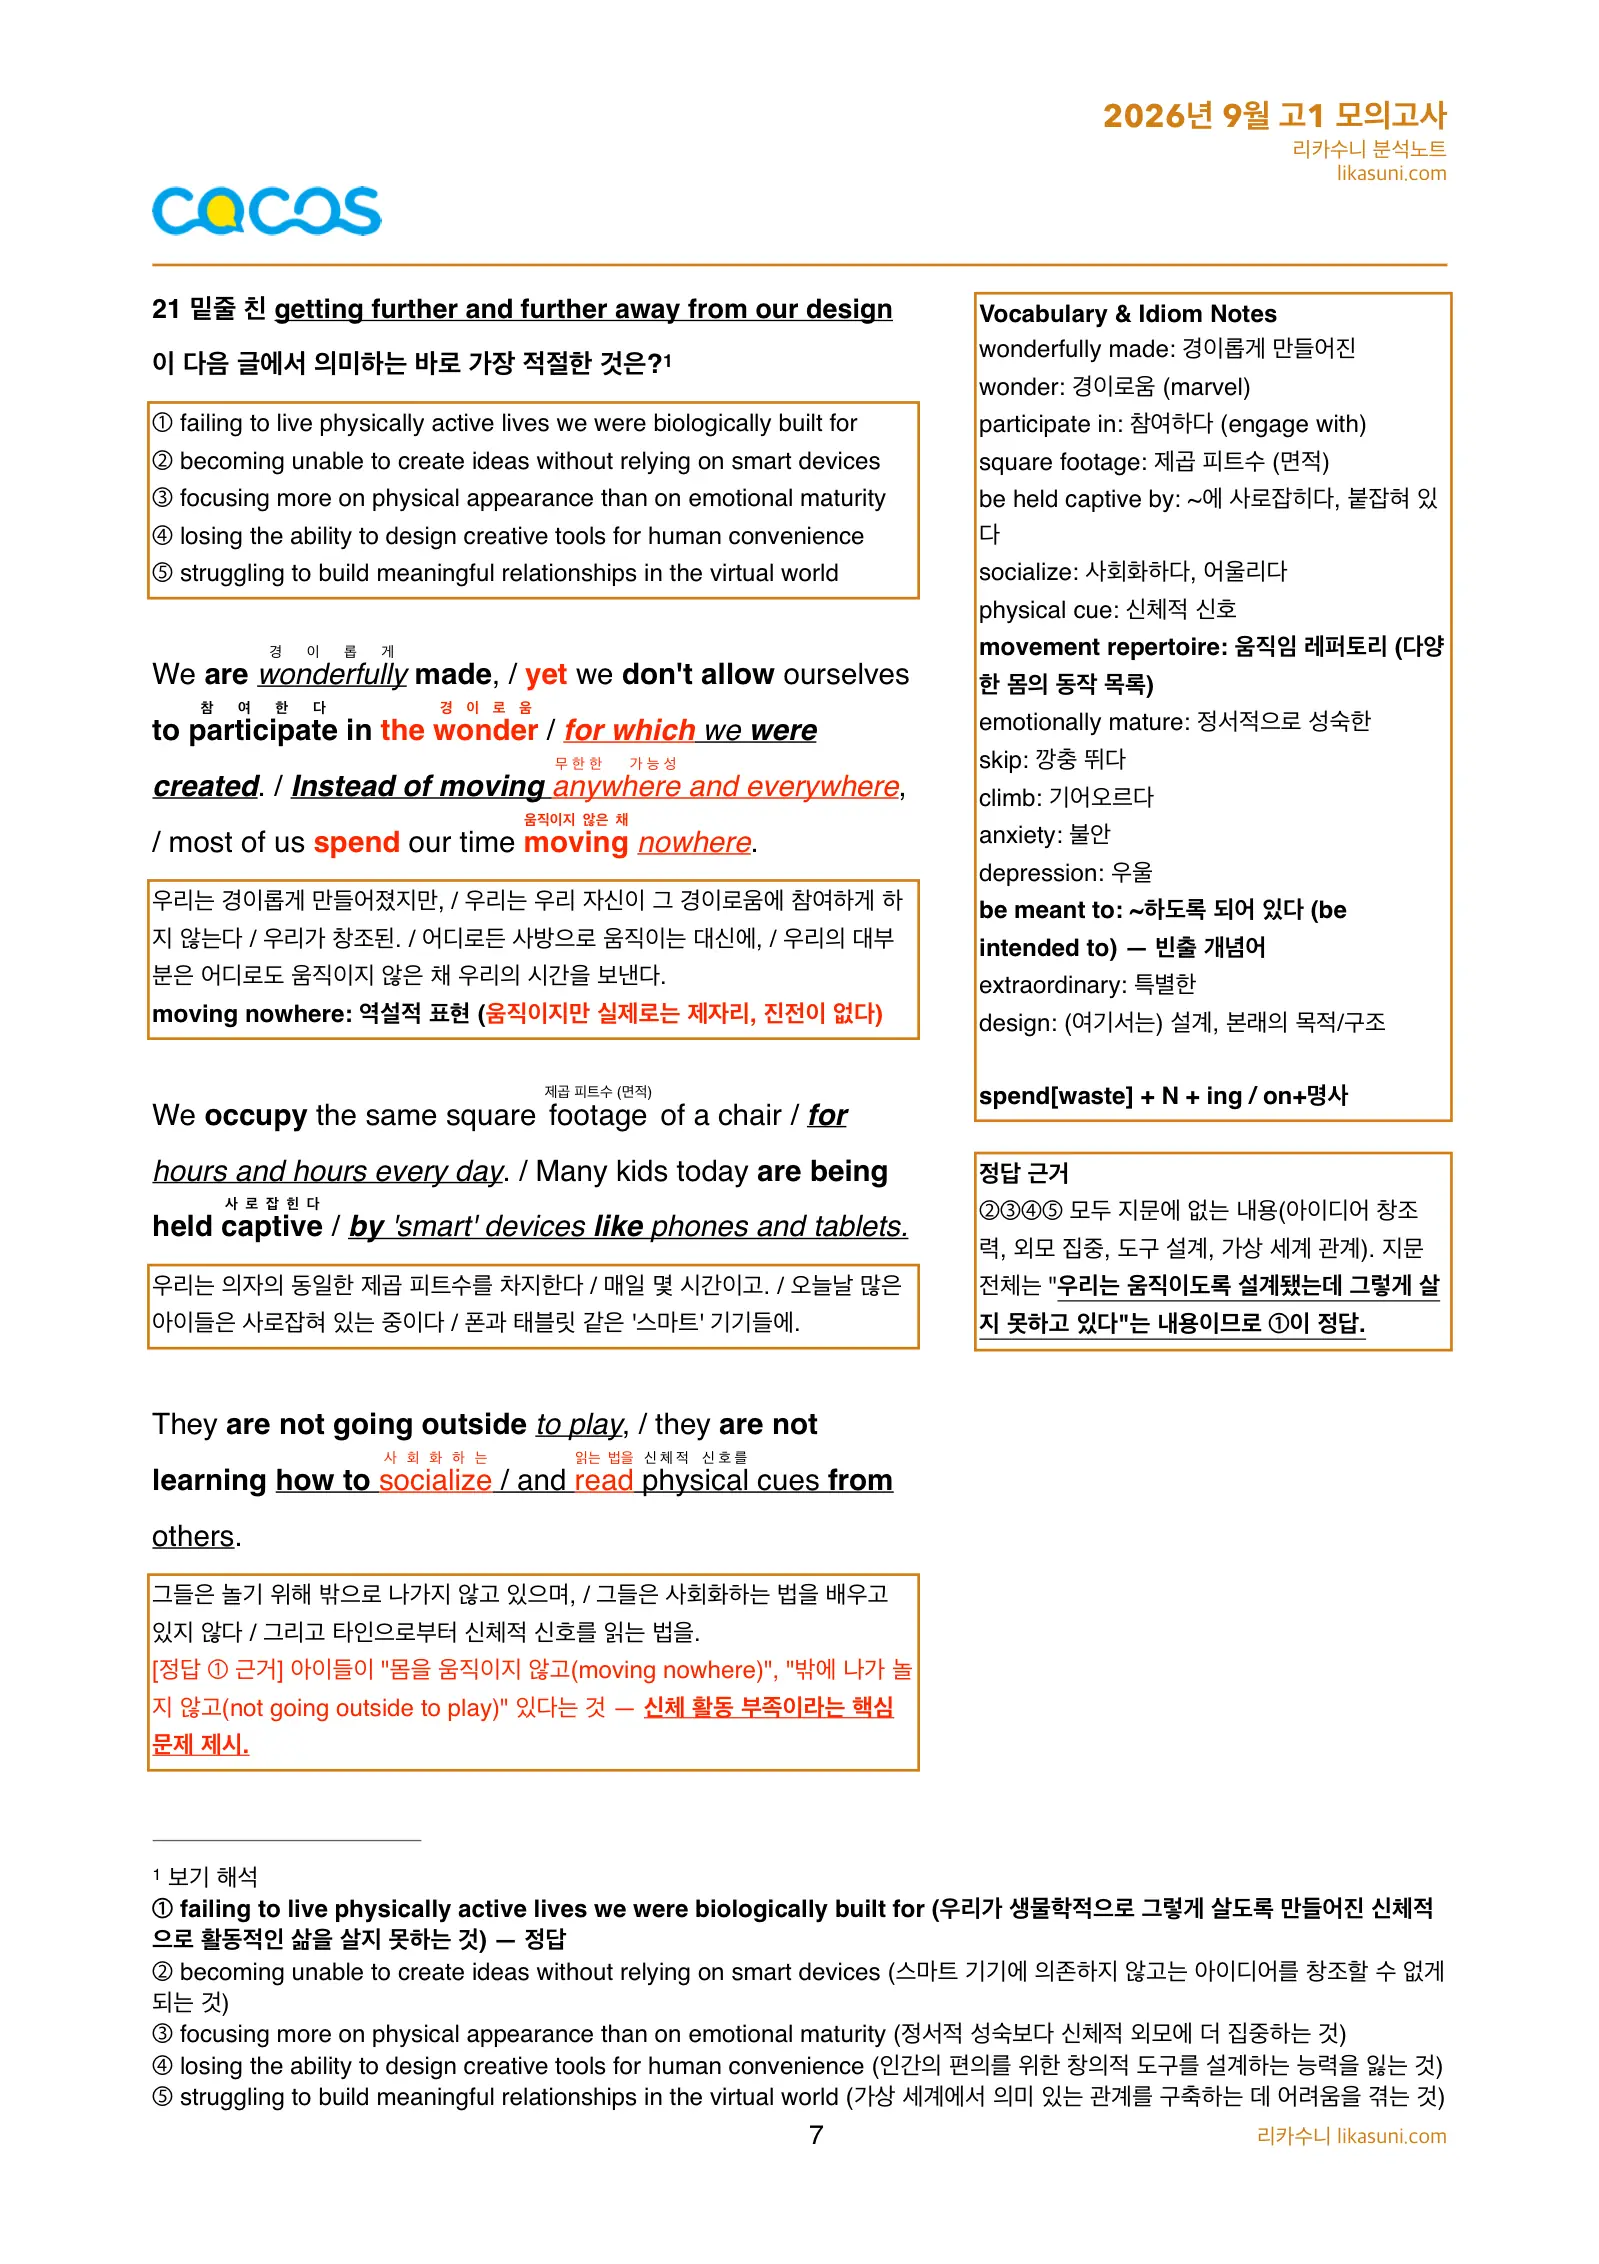 2026년 9월 고1 모의고사
리카수니 분석노트
likasuni.com
cacos
21 밑줄 친 getting further and further away from our design
이 다음 글에서 의미하는 바로 가장 적절한 것은?¹
① failing to live physically active lives we were biologically built for
② becoming unable to create ideas without relying on smart devices
③ focusing more on physical appearance than on emotional maturity
④ losing the ability to design creative tools for human convenience
⑤ struggling to build meaningful relationships in the virtual world
경 이 롭 게
We are wonderfully made, / yet we don't allow ourselves
참 여 한 다 경 이 로 움
to participate in the wonder / for which we were
무한한 가능성
created. / Instead of moving anywhere and everywhere,
움직이지 않은 채
/ most of us spend our time moving nowhere.
우리는 경이롭게 만들어졌지만, / 우리는 우리 자신이 그 경이로움에 참여하게 하
지 않는다 / 우리가 창조된. / 어디로든 사방으로 움직이는 대신에, / 우리의 대부
분은 어디로도 움직이지 않은 채 우리의 시간을 보낸다.
moving nowhere: 역설적 표현 (움직이지만 실제로는 제자리, 진전이 없다)
제곱 피트수 (면적)
We occupy the same square footage of a chair / for
hours and hours every day. / Many kids today are being
사 로 잡 힌 다
held captive / by 'smart' devices like phones and tablets.
우리는 의자의 동일한 제곱 피트수를 차지한다 / 매일 몇 시간이고. / 오늘날 많은
아이들은 사로잡혀 있는 중이다 / 폰과 태블릿 같은 '스마트' 기기들에.
They are not going outside to play, / they are not
사 회 화 하 는 읽는 법을 신체적 신호를
learning how to socialize / and read physical cues from
others.
그들은 놀기 위해 밖으로 나가지 않고 있으며, / 그들은 사회화하는 법을 배우고
있지 않다 / 그리고 타인으로부터 신체적 신호를 읽는 법을.
[정답 ① 근거] 아이들이 "몸을 움직이지 않고(moving nowhere)", "밖에 나가 놀
지 않고(not going outside to play)" 있다는 것 — 신체 활동 부족이라는 핵심
문제 제시.
Vocabulary & Idiom Notes
wonderfully made: 경이롭게 만들어진
wonder: 경이로움 (marvel)
participate in: 참여하다 (engage with)
square footage: 제곱 피트수 (면적)
be held captive by: ~에 사로잡히다, 붙잡혀 있
다
socialize: 사회화하다, 어울리다
physical cue: 신체적 신호
movement repertoire: 움직임 레퍼토리 (다양
한 몸의 동작 목록)
emotionally mature: 정서적으로 성숙한
skip: 깡충 뛰다
climb: 기어오르다
anxiety: 불안
depression: 우울
be meant to: ~하도록 되어 있다 (be
intended to) — 빈출 개념어
extraordinary: 특별한
design: (여기서는) 설계, 본래의 목적/구조
spend[waste] + N + ing / on+명사
정답 근거
②③④⑤ 모두 지문에 없는 내용(아이디어 창조
력, 외모 집중, 도구 설계, 가상 세계 관계). 지문
전체는 "우리는 움직이도록 설계됐는데 그렇게 살
지 못하고 있다"는 내용이므로 ①이 정답.
¹ 보기 해석
① failing to live physically active lives we were biologically built for (우리가 생물학적으로 그렇게 살도록 만들어진 신체적
으로 활동적인 삶을 살지 못하는 것) — 정답
② becoming unable to create ideas without relying on smart devices (스마트 기기에 의존하지 않고는 아이디어를 창조할 수 없게
되는 것)
③ focusing more on physical appearance than on emotional maturity (정서적 성숙보다 신체적 외모에 더 집중하는 것)
④ losing the ability to design creative tools for human convenience (인간의 편의를 위한 창의적 도구를 설계하는 능력을 잃는 것)
⑤ struggling to build meaningful relationships in the virtual world (가상 세계에서 의미 있는 관계를 구축하는 데 어려움을 겪는 것)
7
리카수니 likasuni.com